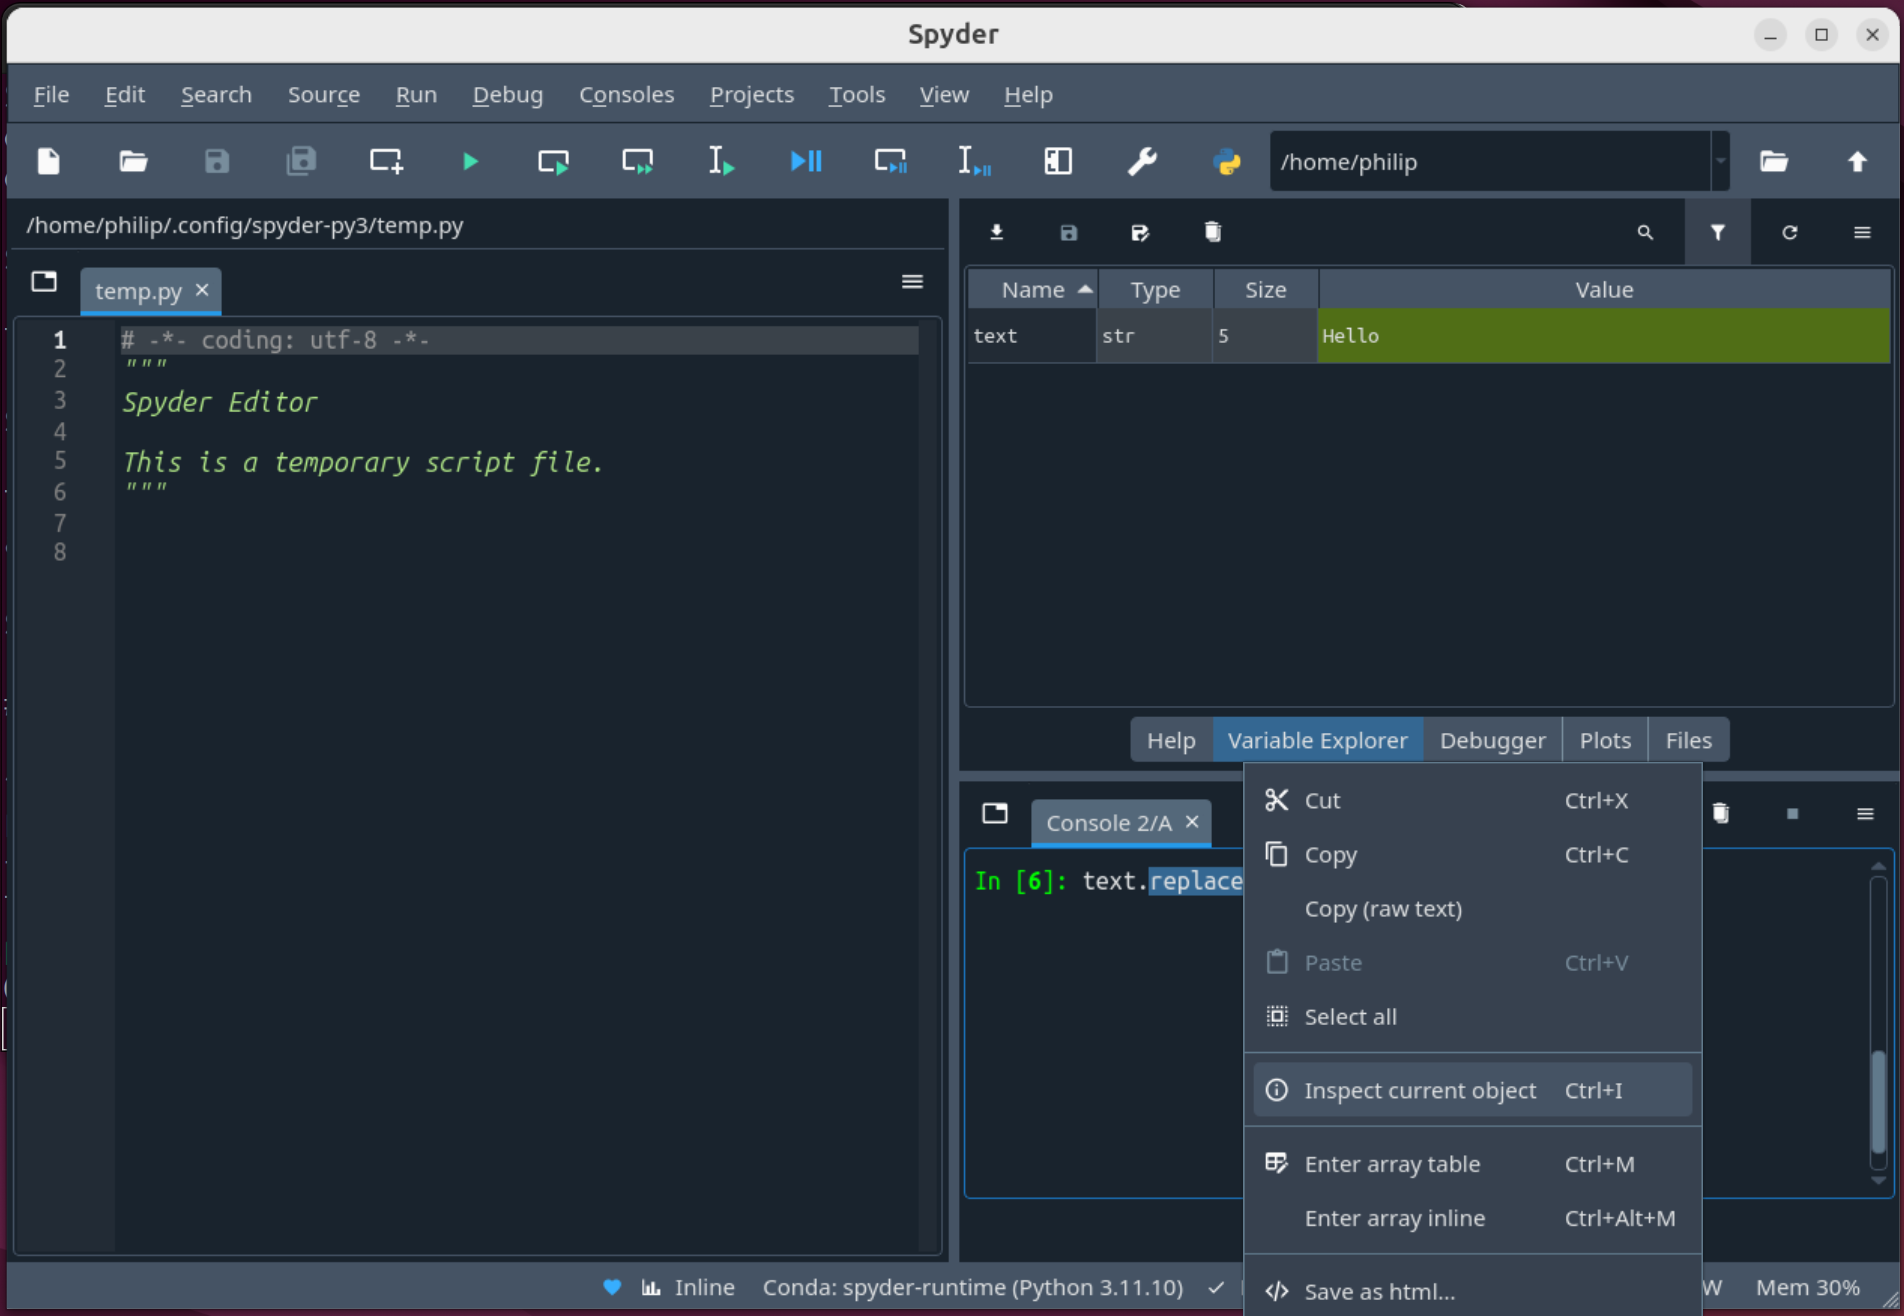 Spyder
File Edit Search Source Run Debug Consoles Projects Tools View Help
/home/philip
/home/philip/.config/spyder-py3/temp.py
temp.py
1 # -*- coding: utf-8 -*-
2 """
3 Spyder Editor
4
5 This is a temporary script file.
6 """
7
8
Name Type Size Value
text str 5 Hello
Help Variable Explorer Debugger Plots Files
Console 2/A
In [6]: text.replace
Cut Ctrl+X
Copy Ctrl+C
Copy (raw text)
Paste Ctrl+V
Select all
Inspect current object Ctrl+I
Enter array table Ctrl+M
Enter array inline Ctrl+Alt+M
Save as html...
Inline Conda: spyder-runtime (Python 3.11.10) W Mem 30%